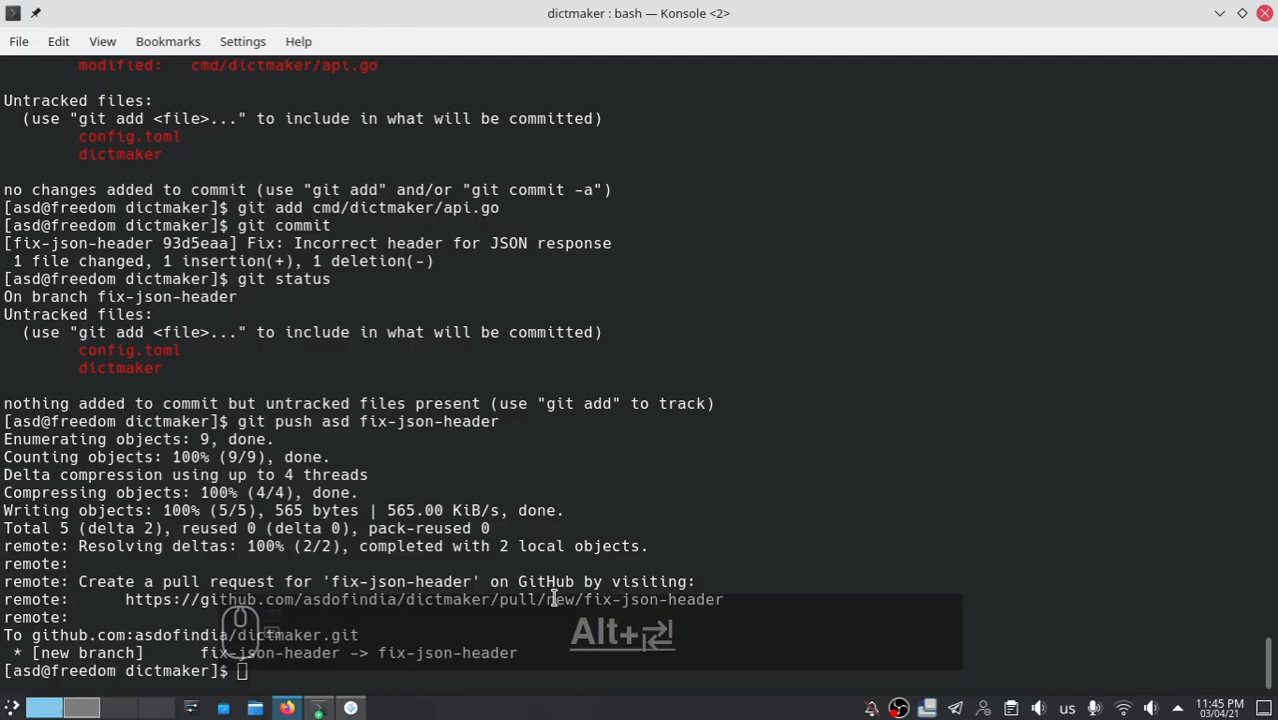 dictmaker : bash — Konsole <2>
File Edit View Bookmarks Settings Help
modified: cmd/dictmaker/api.go
Untracked files:
(use "git add <file>..." to include in what will be committed)
config.toml
dictmaker
no changes added to commit (use "git add" and/or "git commit -a")
[asd@freedom dictmaker]$ git add cmd/dictmaker/api.go
[asd@freedom dictmaker]$ git commit
[fix-json-header 93d5eaa] Fix: Incorrect header for JSON response
1 file changed, 1 insertion(+), 1 deletion(-)
[asd@freedom dictmaker]$ git status
On branch fix-json-header
Untracked files:
(use "git add <file>..." to include in what will be committed)
config.toml
dictmaker
nothing added to commit but untracked files present (use "git add" to track)
[asd@freedom dictmaker]$ git push asd fix-json-header
Enumerating objects: 9, done.
Counting objects: 100% (9/9), done.
Delta compression using up to 4 threads
Compressing objects: 100% (4/4), done.
Writing objects: 100% (5/5), 565 bytes | 565.00 KiB/s, done.
Total 5 (delta 2), reused 0 (delta 0), pack-reused 0
remote: Resolving deltas: 100% (2/2), completed with 2 local objects.
remote:
remote: Create a pull request for 'fix-json-header' on GitHub by visiting:
remote: https://github.com/asdofindia/dictmaker/pull/new/fix-json-header
remote:
To github.com:asdofindia/dictmaker.git
* [new branch] fix-json-header -> fix-json-header
[asd@freedom dictmaker]$
Alt+
us 11:45 PM
03/04/21